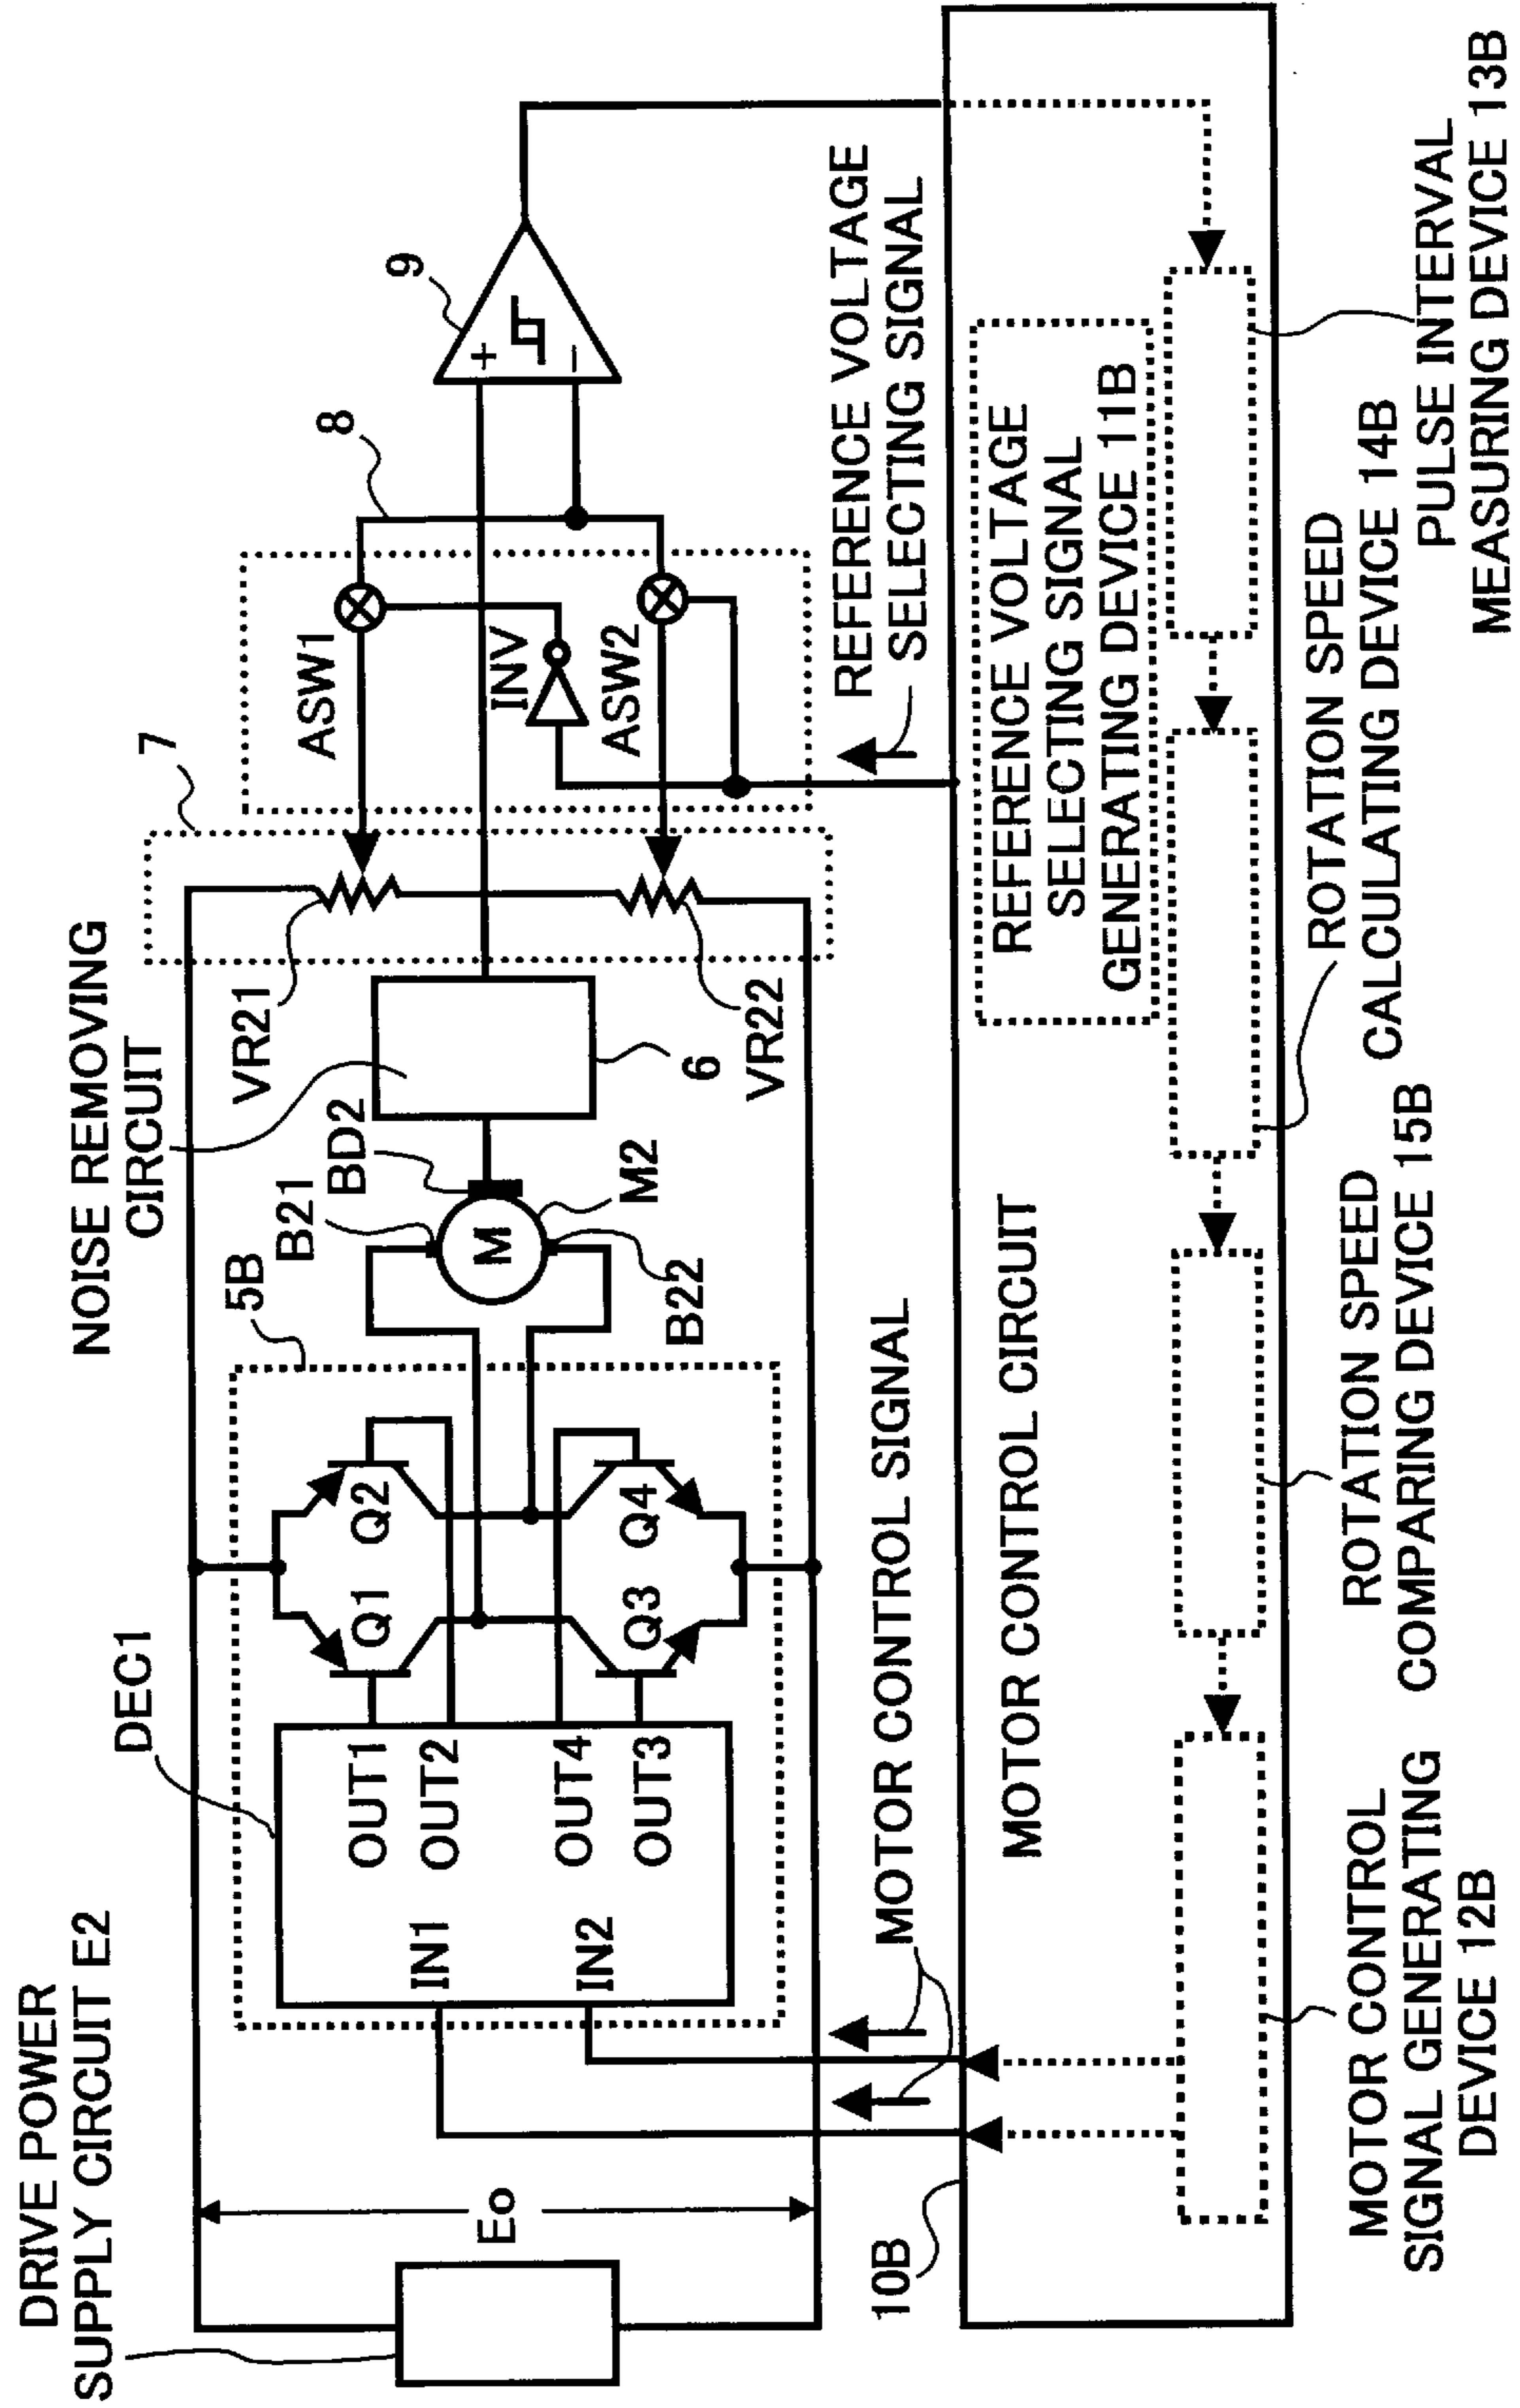 DRIVE POWER
SUPPLY CIRCUIT E2
Eo
DEC1
IN1
IN2
OUT1
OUT2
OUT4
OUT3
Q1
Q2
Q3
Q4
5B
NOISE REMOVING
CIRCUIT
B21
BD2
M
M2
B22
6
VR21
VR22
7
ASW1
INV
ASW2
8
9
+
−
REFERENCE VOLTAGE
SELECTING SIGNAL
MOTOR CONTROL SIGNAL
10B
MOTOR CONTROL CIRCUIT
REFERENCE VOLTAGE
SELECTING SIGNAL
GENERATING DEVICE 11B
MOTOR CONTROL
SIGNAL GENERATING
DEVICE 12B
ROTATION SPEED
COMPARING DEVICE 15B
ROTATION SPEED
CALCULATING DEVICE 14B
PULSE INTERVAL
MEASURING DEVICE 13B